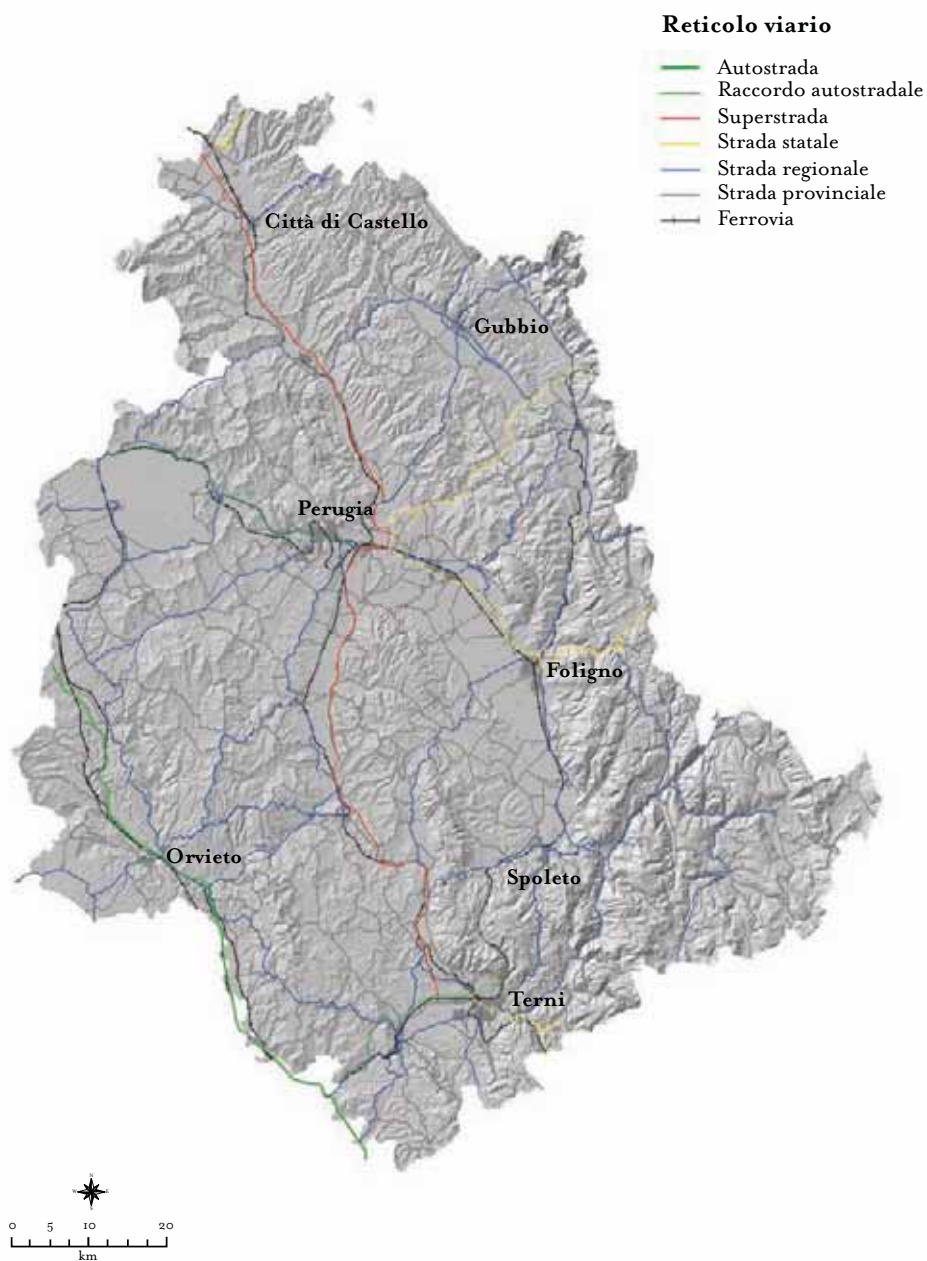 Reticolo viario
Autostrada
Raccordo autostradale
Superstrada
Strada statale
Strada regionale
Strada provinciale
Ferrovia
Città di Castello
Gubbio
Perugia
Foligno
Orvieto
Spoleto
Terni
N
W E
S
0 5 10 20
km